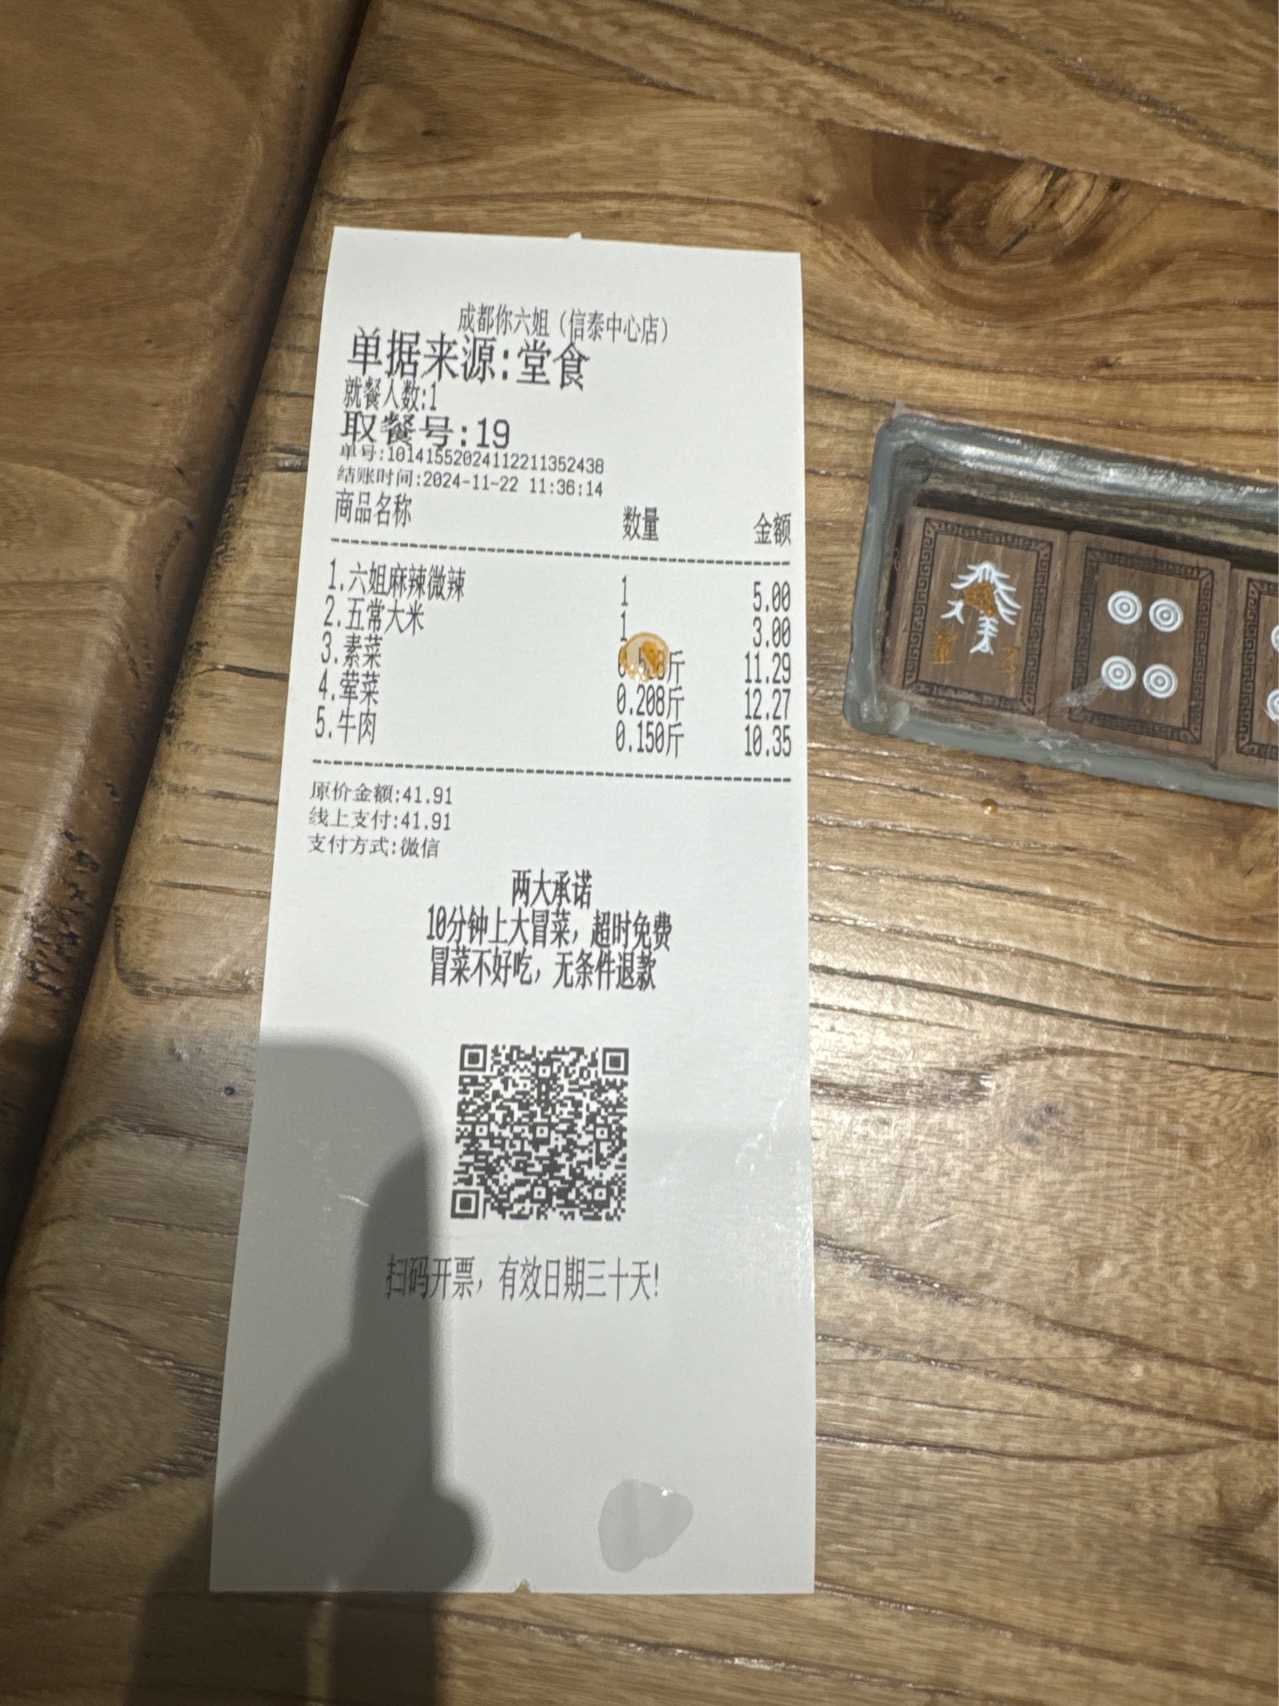 成都你六姐（信泰中心店）
单据来源:堂食
就餐人数:1
取餐号:19
单号:10141552024112211352438
结账时间:2024-11-22 11:36:14
商品名称 数量 金额
1.六姐麻辣微辣 1 5.00
2.五常大米 1 3.00
3.素菜 11.29
4.荤菜 0.208斤 12.27
5.牛肉 0.150斤 10.35
原价金额:41.91
线上支付:41.91
支付方式:微信
两大承诺
10分钟上大冒菜，超时免费
冒菜不好吃，无条件退款
扫码开票，有效日期三十天!